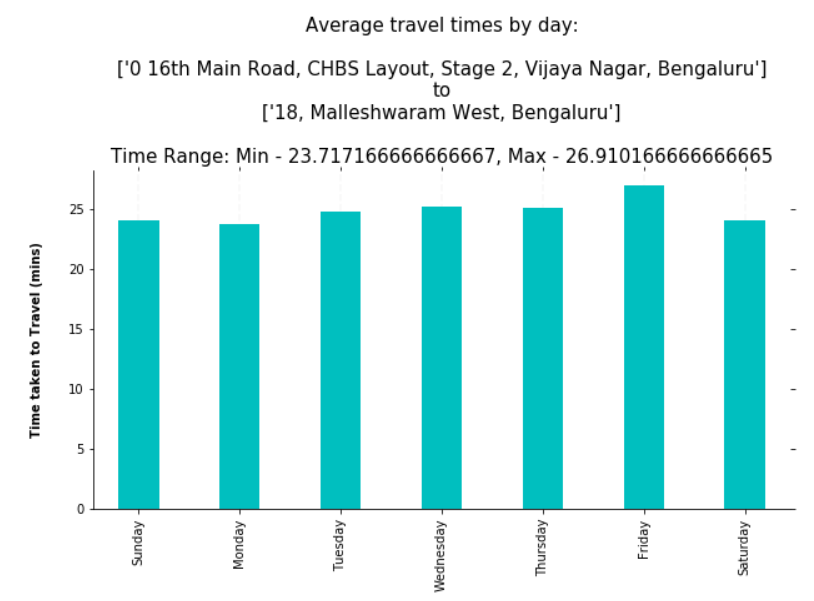 Average travel times by day:
['0 16th Main Road, CHBS Layout, Stage 2, Vijaya Nagar, Bengaluru']
to
['18, Malleshwaram West, Bengaluru']
Time Range: Min - 23.717166666666667, Max - 26.910166666666665
Time taken to Travel (mins)
25
20
15
10
5
0
Sunday
Monday
Tuesday
Wednesday
Thursday
Friday
Saturday